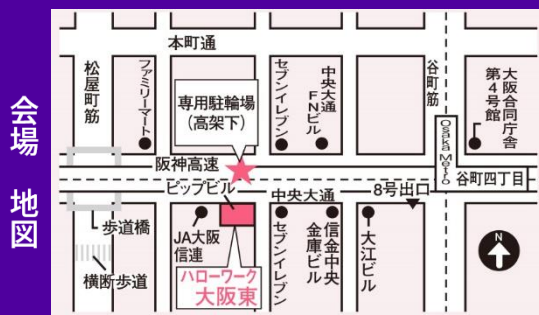 会場 地図
本町通
松屋町筋
ファミリーマート
専用駐輪場
(高架下)
セブンイレブン
中央大通
FNビル
谷町筋
大阪合同庁舎
第4号館
Osaka Metro
阪神高速
谷町四丁目
ピップビル
中央大通
8号出口
歩道橋
JA大阪
信連
セブンイレブン
信金中央
金庫ビル
大江ビル
横断歩道
ハローワーク
大阪東
N